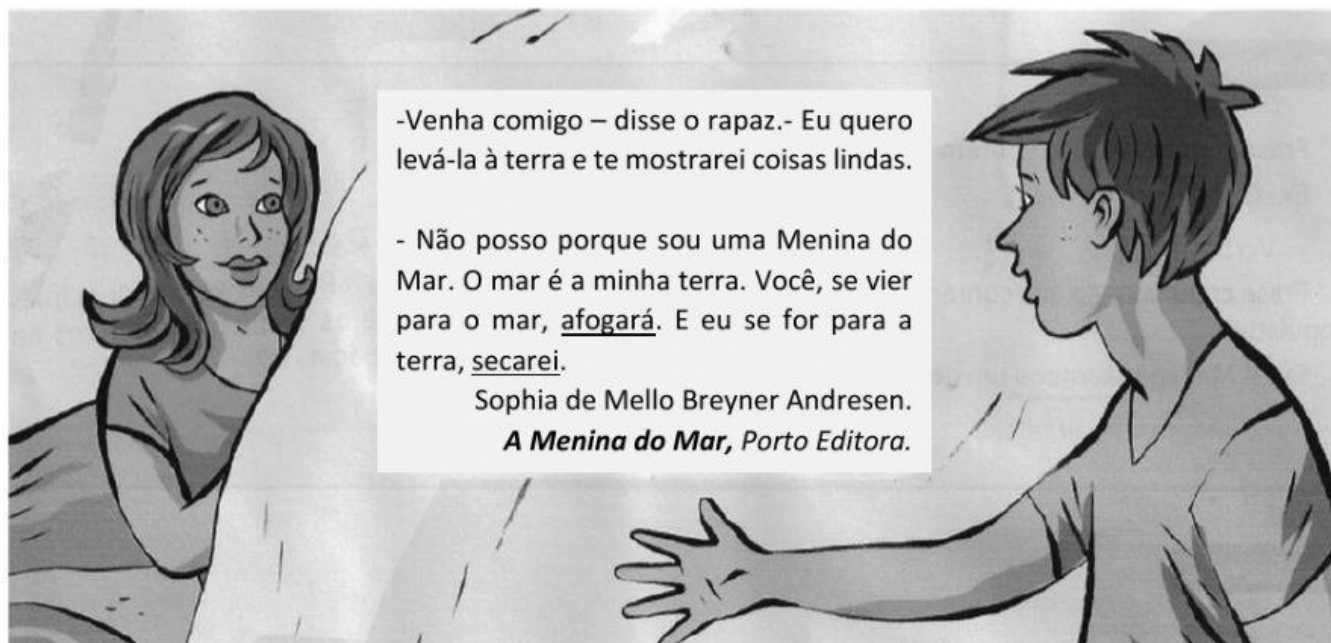 -Venha comigo – disse o rapaz.- Eu quero
levá-la à terra e te mostrarei coisas lindas.
- Não posso porque sou uma Menina do
Mar. O mar é a minha terra. Você, se vier
para o mar, afogará. E eu se for para a
terra, secarei.
Sophia de Mello Breyner Andresen.
A Menina do Mar, Porto Editora.